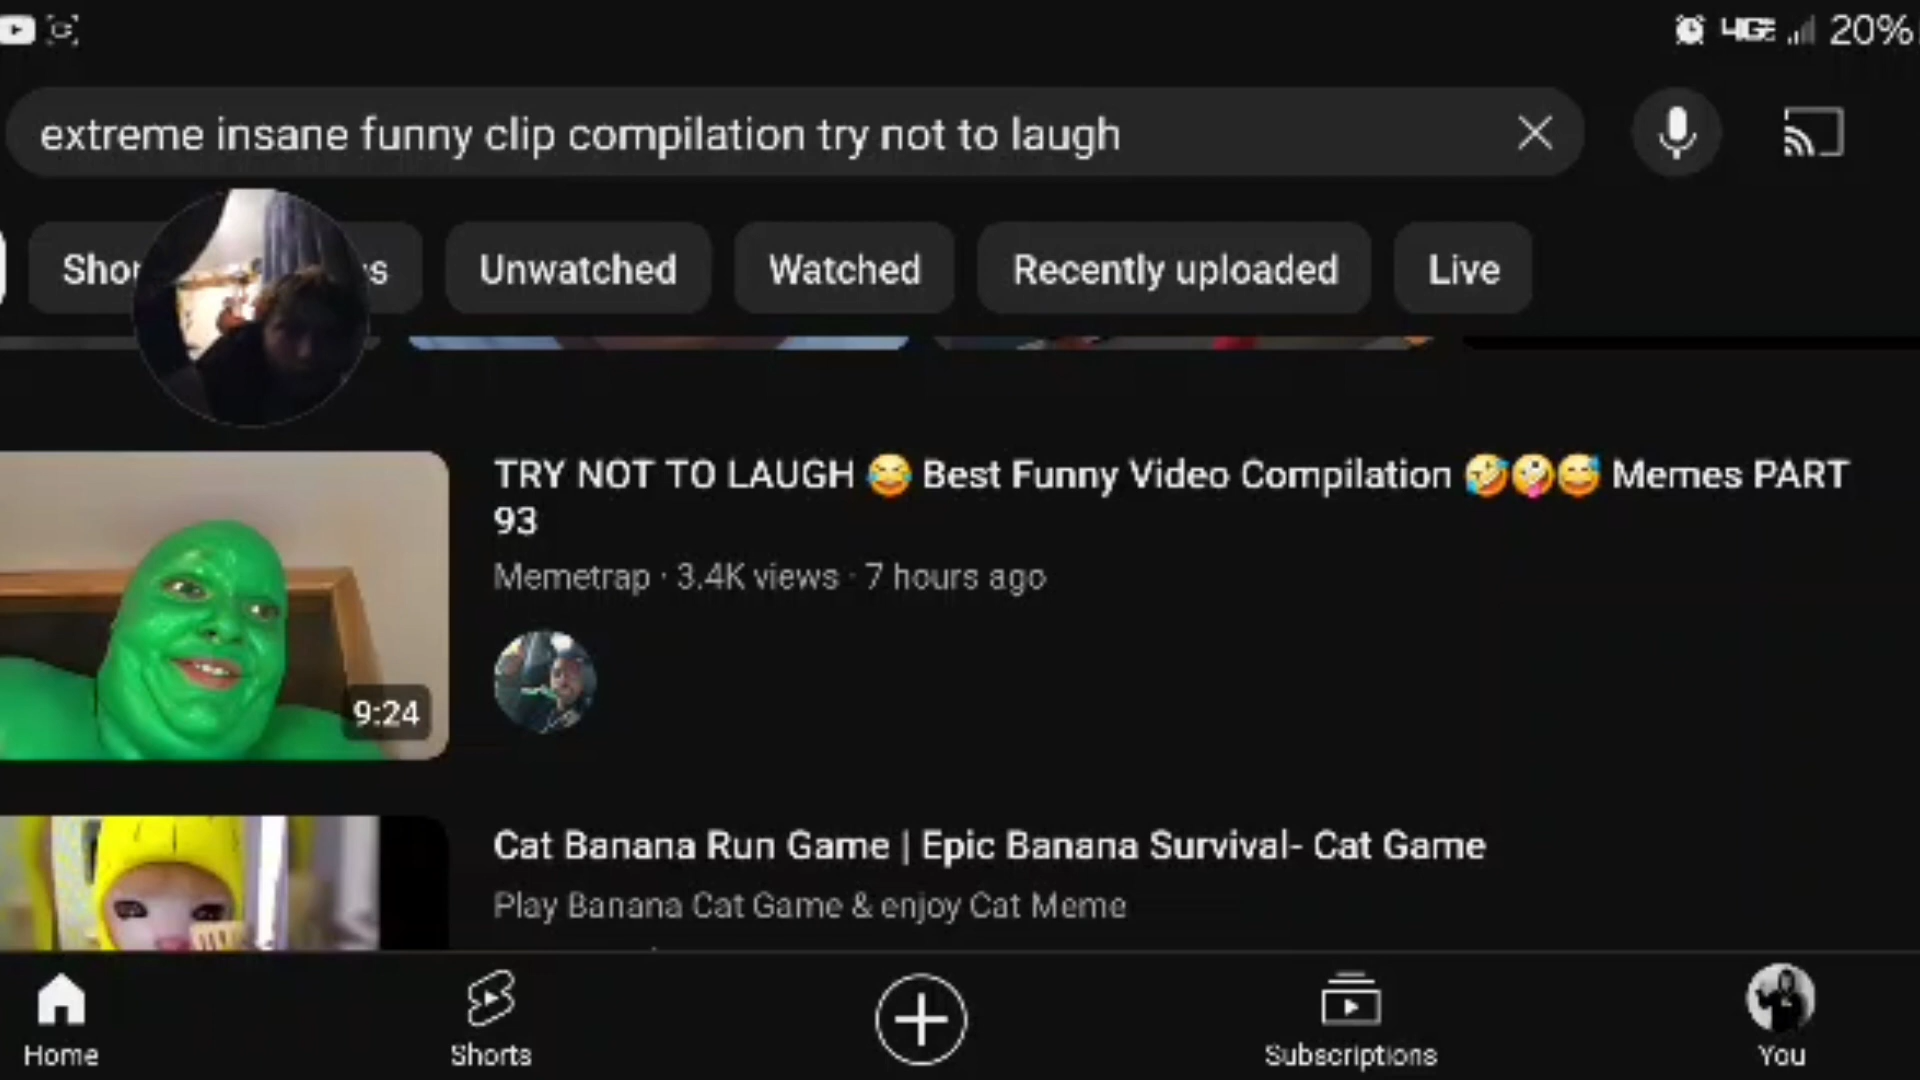 4GE 20%
extreme insane funny clip compilation try not to laugh
Unwatched Watched Recently uploaded Live
TRY NOT TO LAUGH 😂 Best Funny Video Compilation 🤣🤪😅 Memes PART
93
Memetrap · 3.4K views · 7 hours ago
9:24
Cat Banana Run Game | Epic Banana Survival- Cat Game
Play Banana Cat Game & enjoy Cat Meme
Home Shorts Subscriptions You